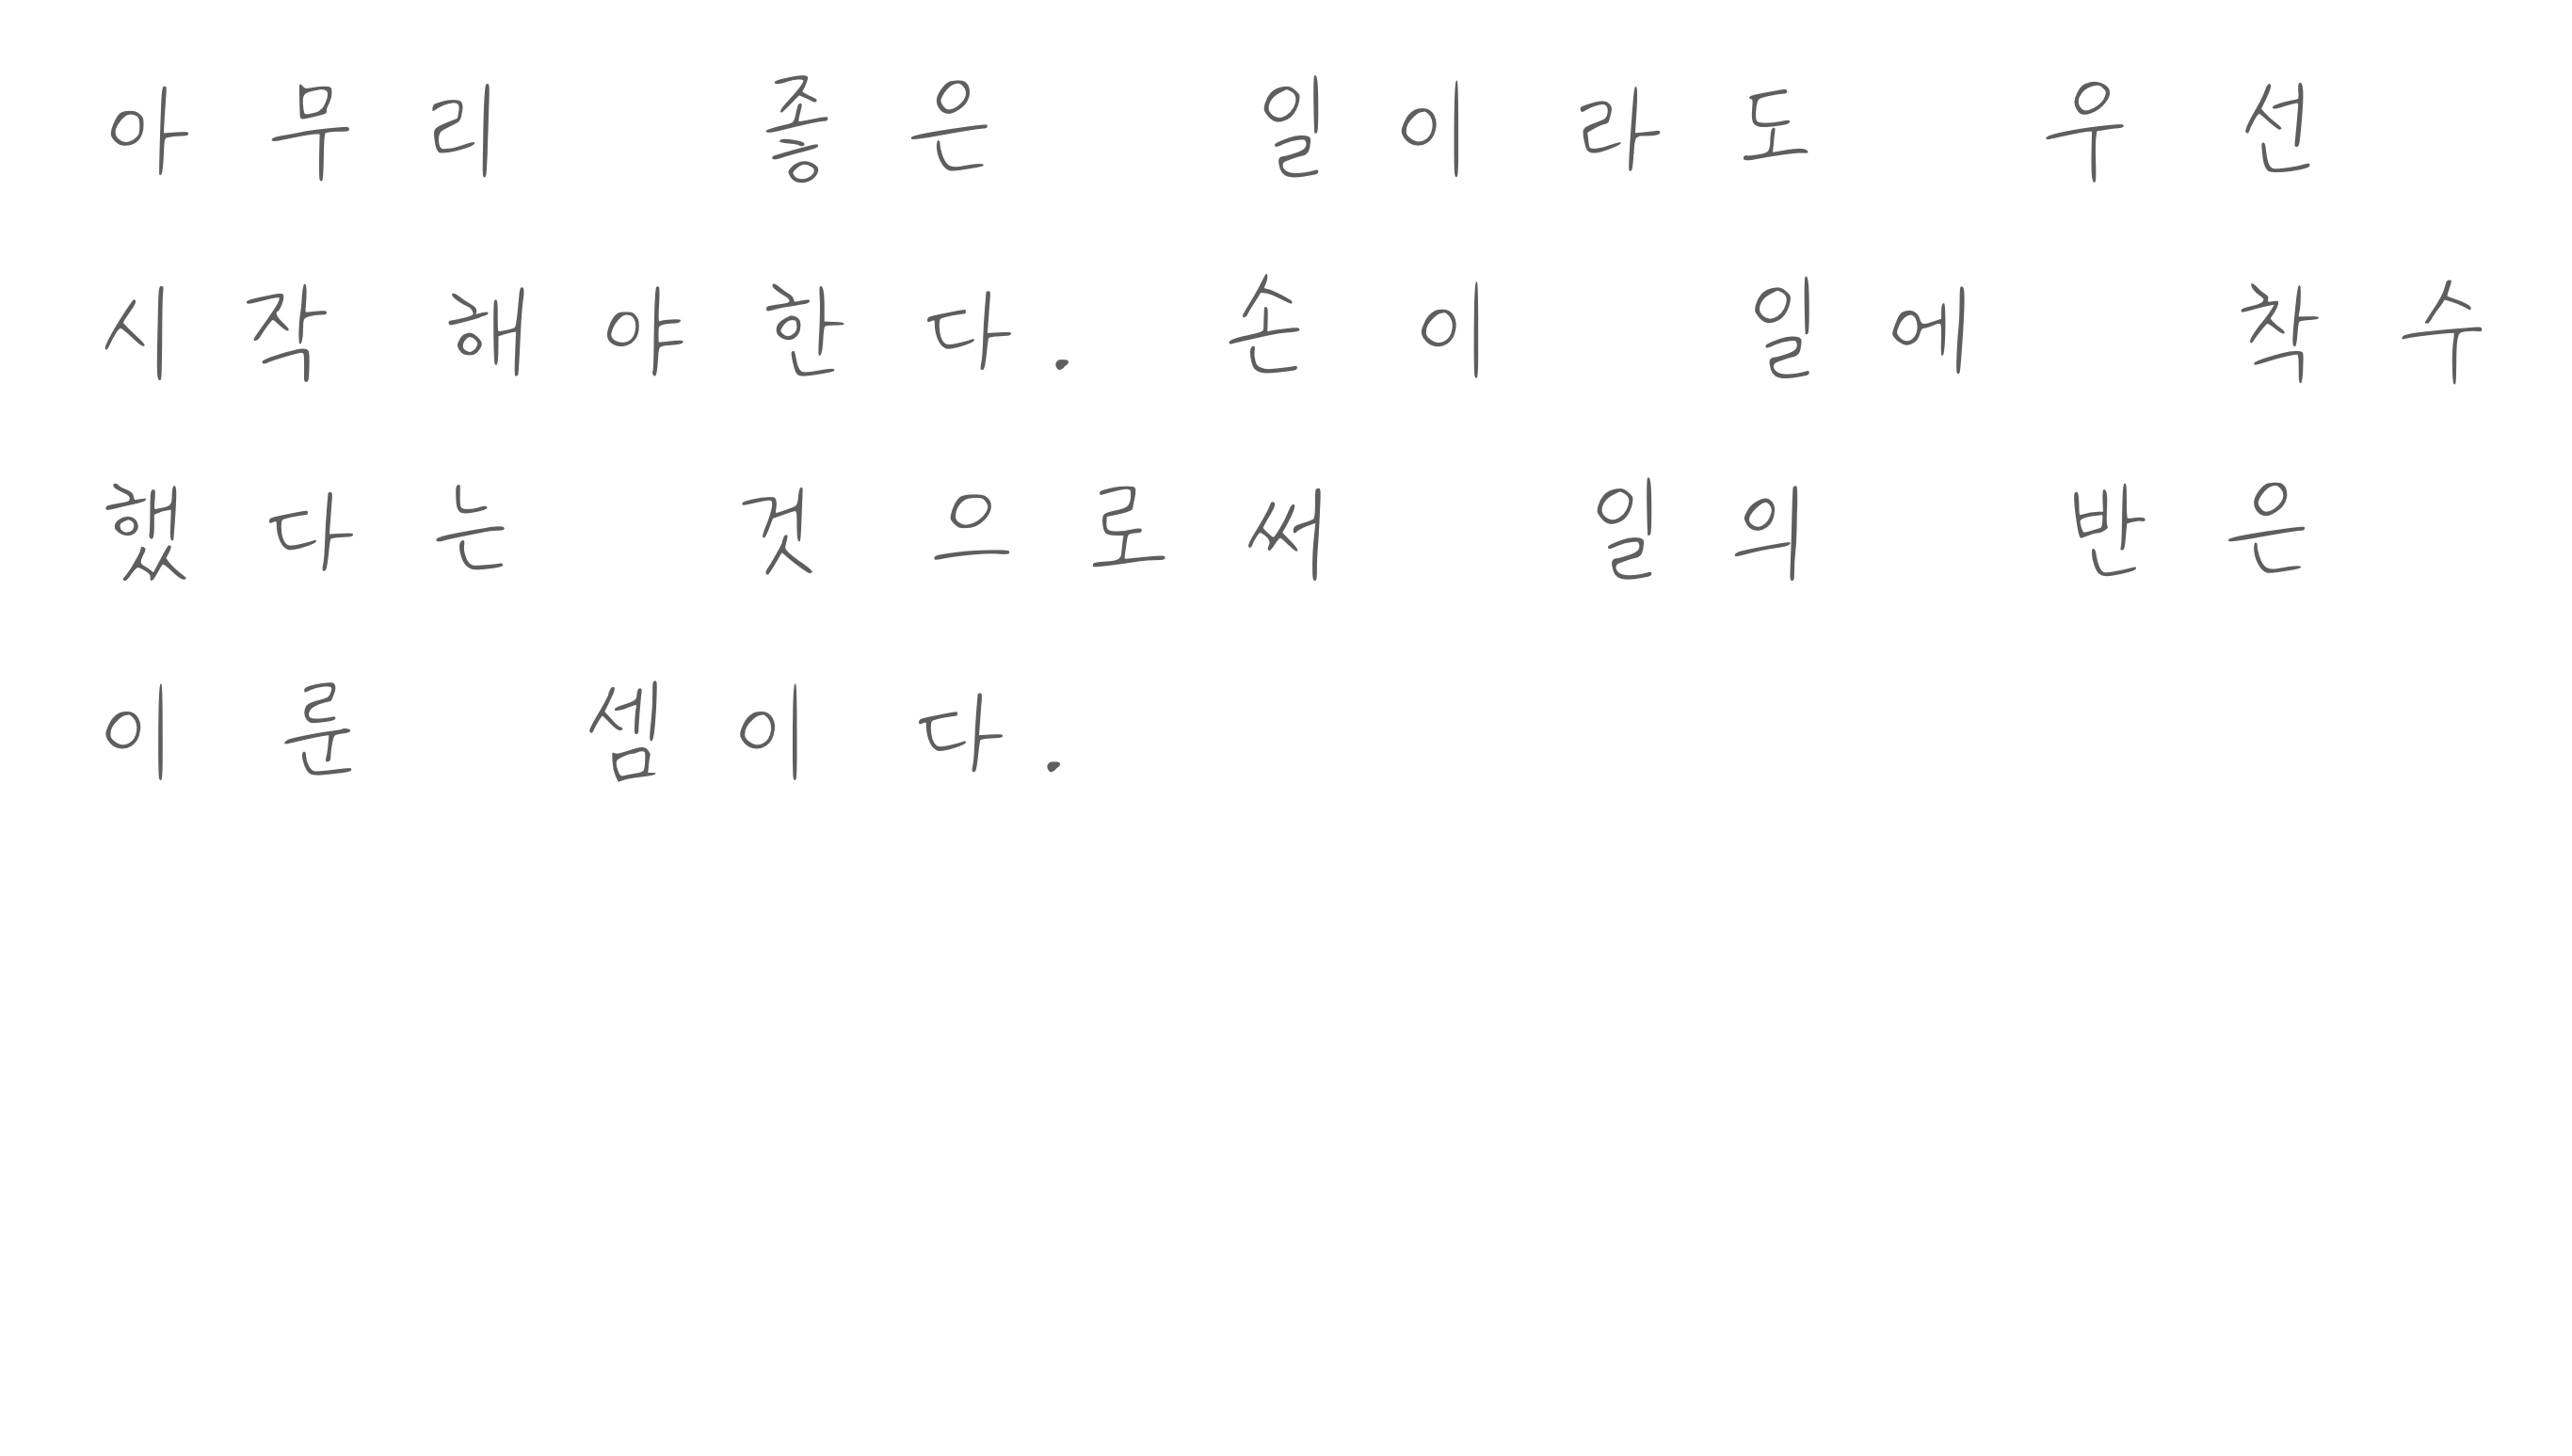 아무리 좋은 일이라도 우선
시작해야한다. 손이 일에 착수
했다는 것으로써 일의 반은
이룬 셈이다.